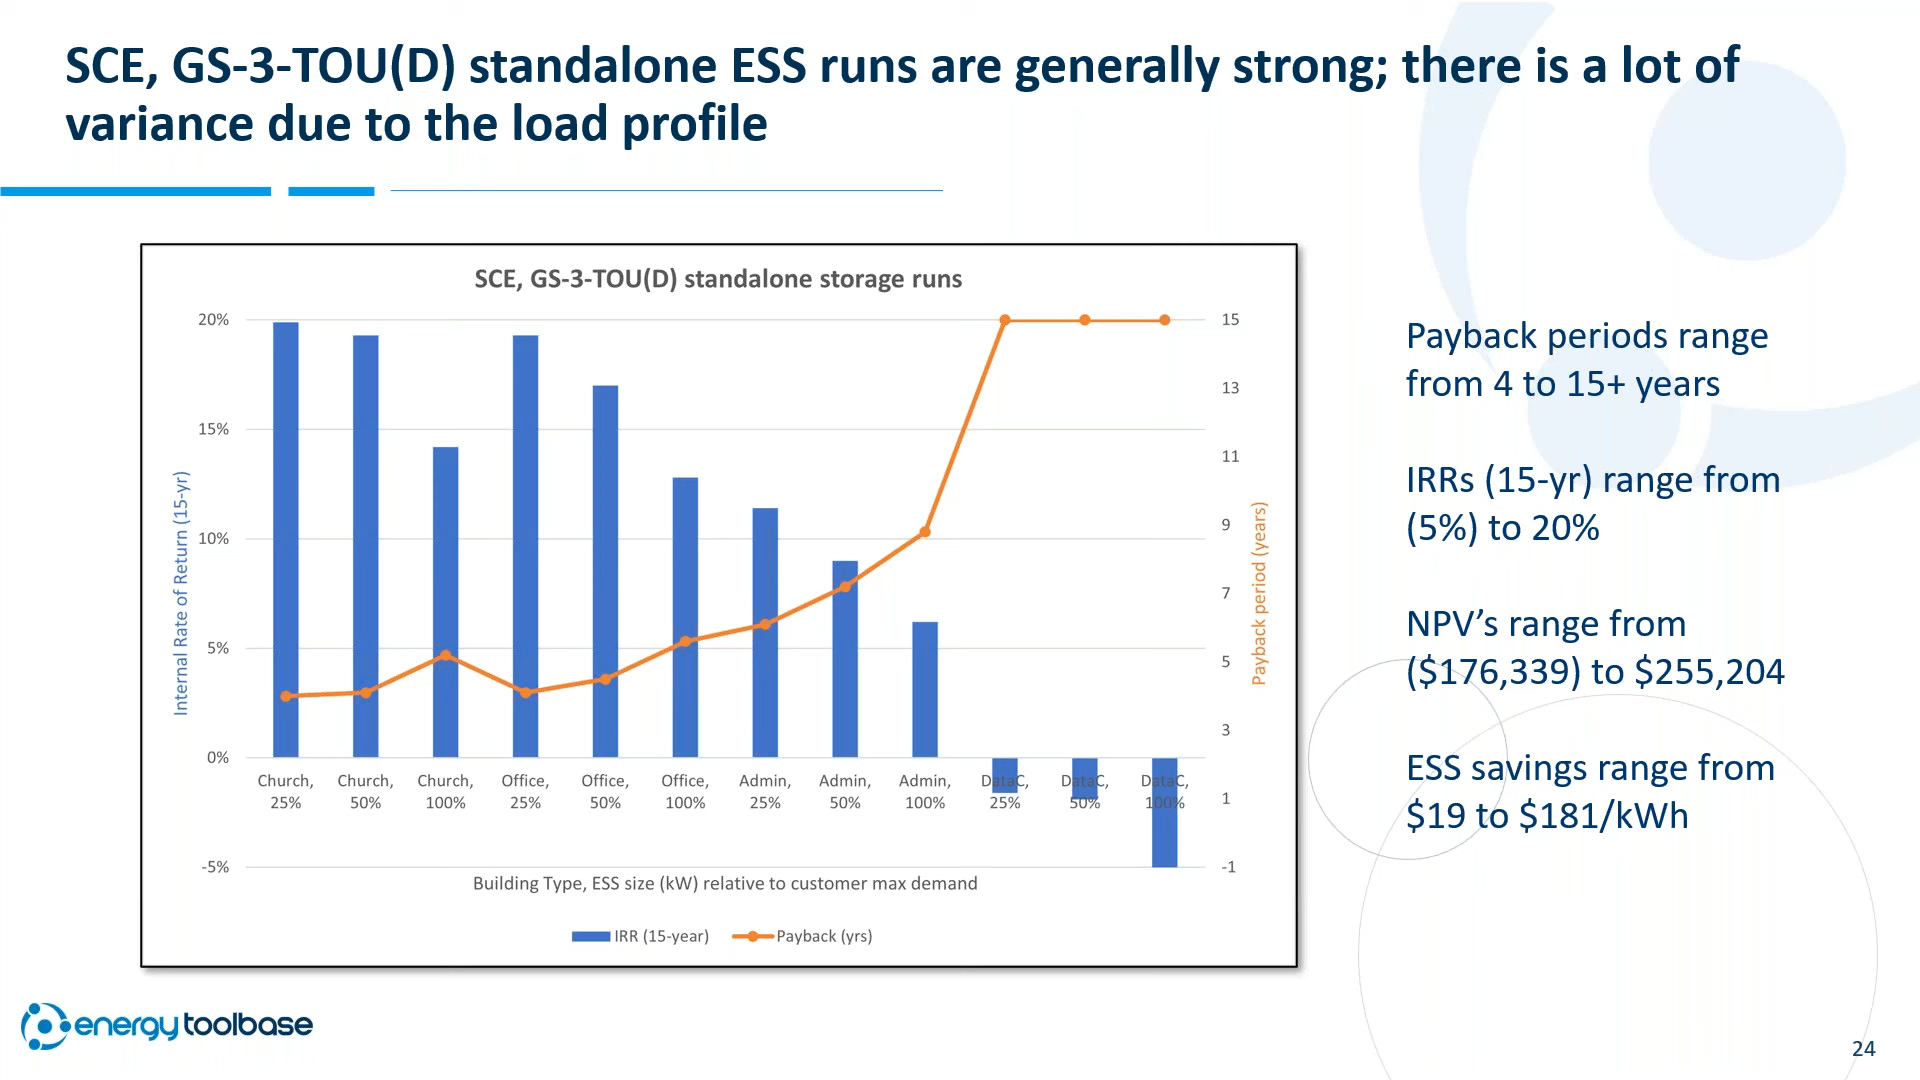 SCE, GS-3-TOU(D) standalone ESS runs are generally strong; there is a lot of
variance due to the load profile
SCE, GS-3-TOU(D) standalone storage runs
Internal Rate of Return (15-yr)
20%
15%
10%
5%
0%
-5%
15
13
11
9
7
5
3
1
-1
Payback period (years)
Church, 25%
Church, 50%
Church, 100%
Office, 25%
Office, 50%
Office, 100%
Admin, 25%
Admin, 50%
Admin, 100%
DataC, 25%
DataC, 50%
DataC, 100%
Building Type, ESS size (kW) relative to customer max demand
IRR (15-year)
Payback (yrs)
Payback periods range
from 4 to 15+ years
IRRs (15-yr) range from
(5%) to 20%
NPV’s range from
($176,339) to $255,204
ESS savings range from
$19 to $181/kWh
energy toolbase
24